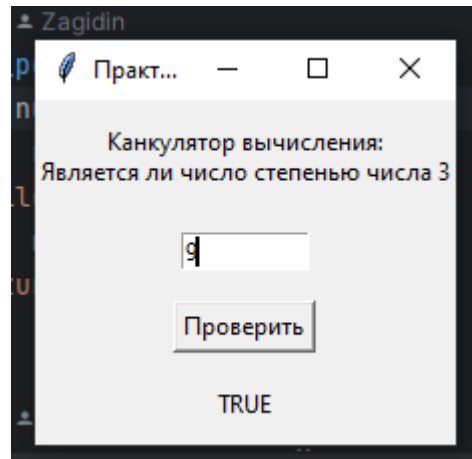 Zagidin
Практ...
Канкулятор вычисления:
Является ли число степенью числа 3
9
Проверить
TRUE